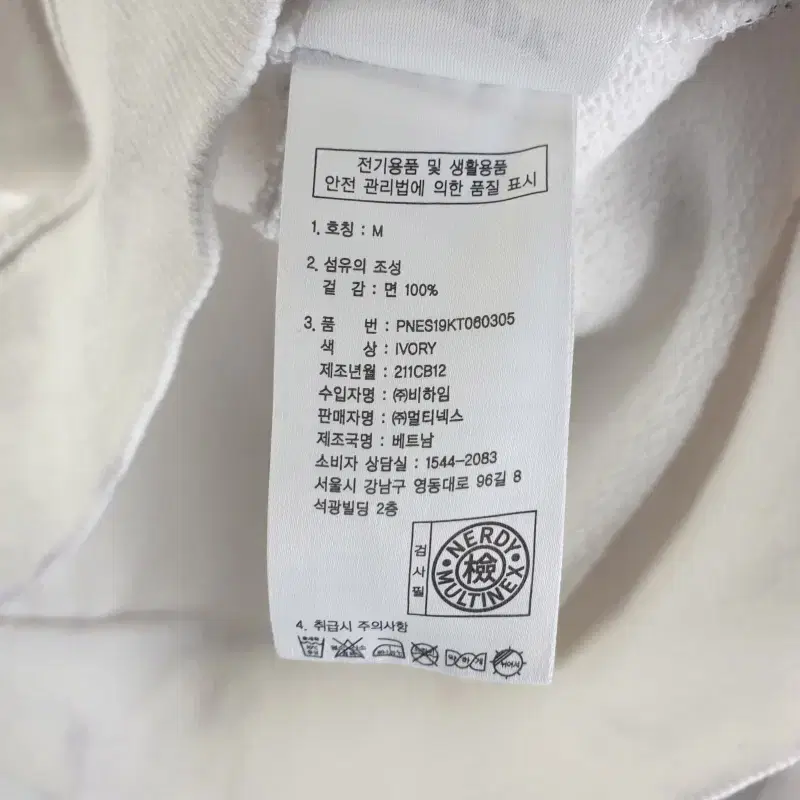 전기용품 및 생활용품
안전 관리법에 의한 품질 표시
1. 호칭 : M
2. 섬유의 조성
겉 감 : 면 100%
3. 품 번 : PNES19KT060305
색 상 : IVORY
제조년월 : 211CB12
수입자명 : ㈜비하임
판매자명 : ㈜멀티넥스
제조국명 : 베트남
소비자 상담실 : 1544-2083
서울시 강남구 영동대로 96길 8
석광빌딩 2층
검사필
NERDY
檢
MULTINEX
4. 취급시 주의사항
약하게